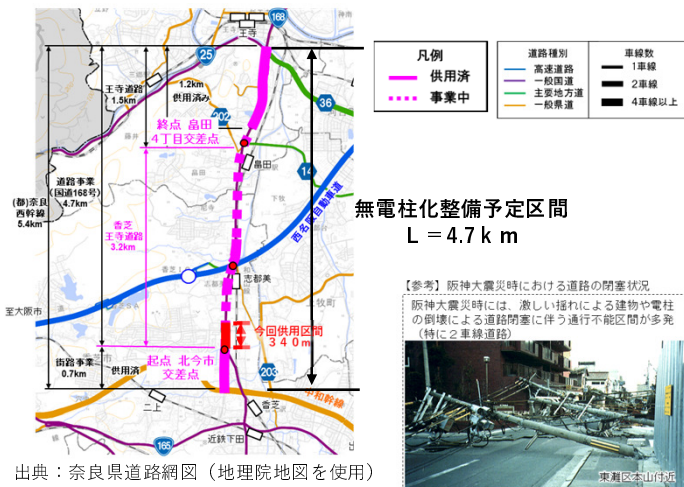 168
王寺
25
王寺道路
1.5km
1.2km
供用済み
202
36
終点 畠田
4丁目交差点
畠田
14
道路事業
(国道168号)
4.7km
(都)奈良
西幹線
5.4km
香芝
王寺道路
3.2km
西名阪自動車道
志都美
至大阪市
今回供用区間
３４０ｍ
起点 北今市
交差点
街路事業
0.7km
供用済
203
中和幹線
二上
香芝
近鉄下田
165
出典：奈良県道路網図（地理院地図を使用）
凡例
供用済
事業中
道路種別
高速道路
一般国道
主要地方道
一般県道
車線数
1車線
2車線
4車線以上
無電柱化整備予定区間
Ｌ＝4.7ｋｍ
【参考】阪神大震災時における道路の閉塞状況
阪神大震災時には、激しい揺れによる建物や電柱
の倒壊による道路閉塞に伴う通行不能区間が多発
（特に２車線道路）
東灘区本山付近